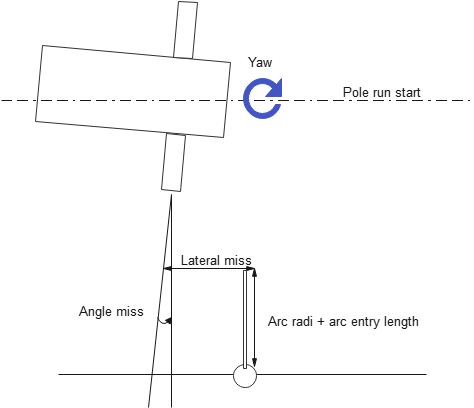 Yaw
Pole run start
Lateral miss
Angle miss
Arc radi + arc entry length